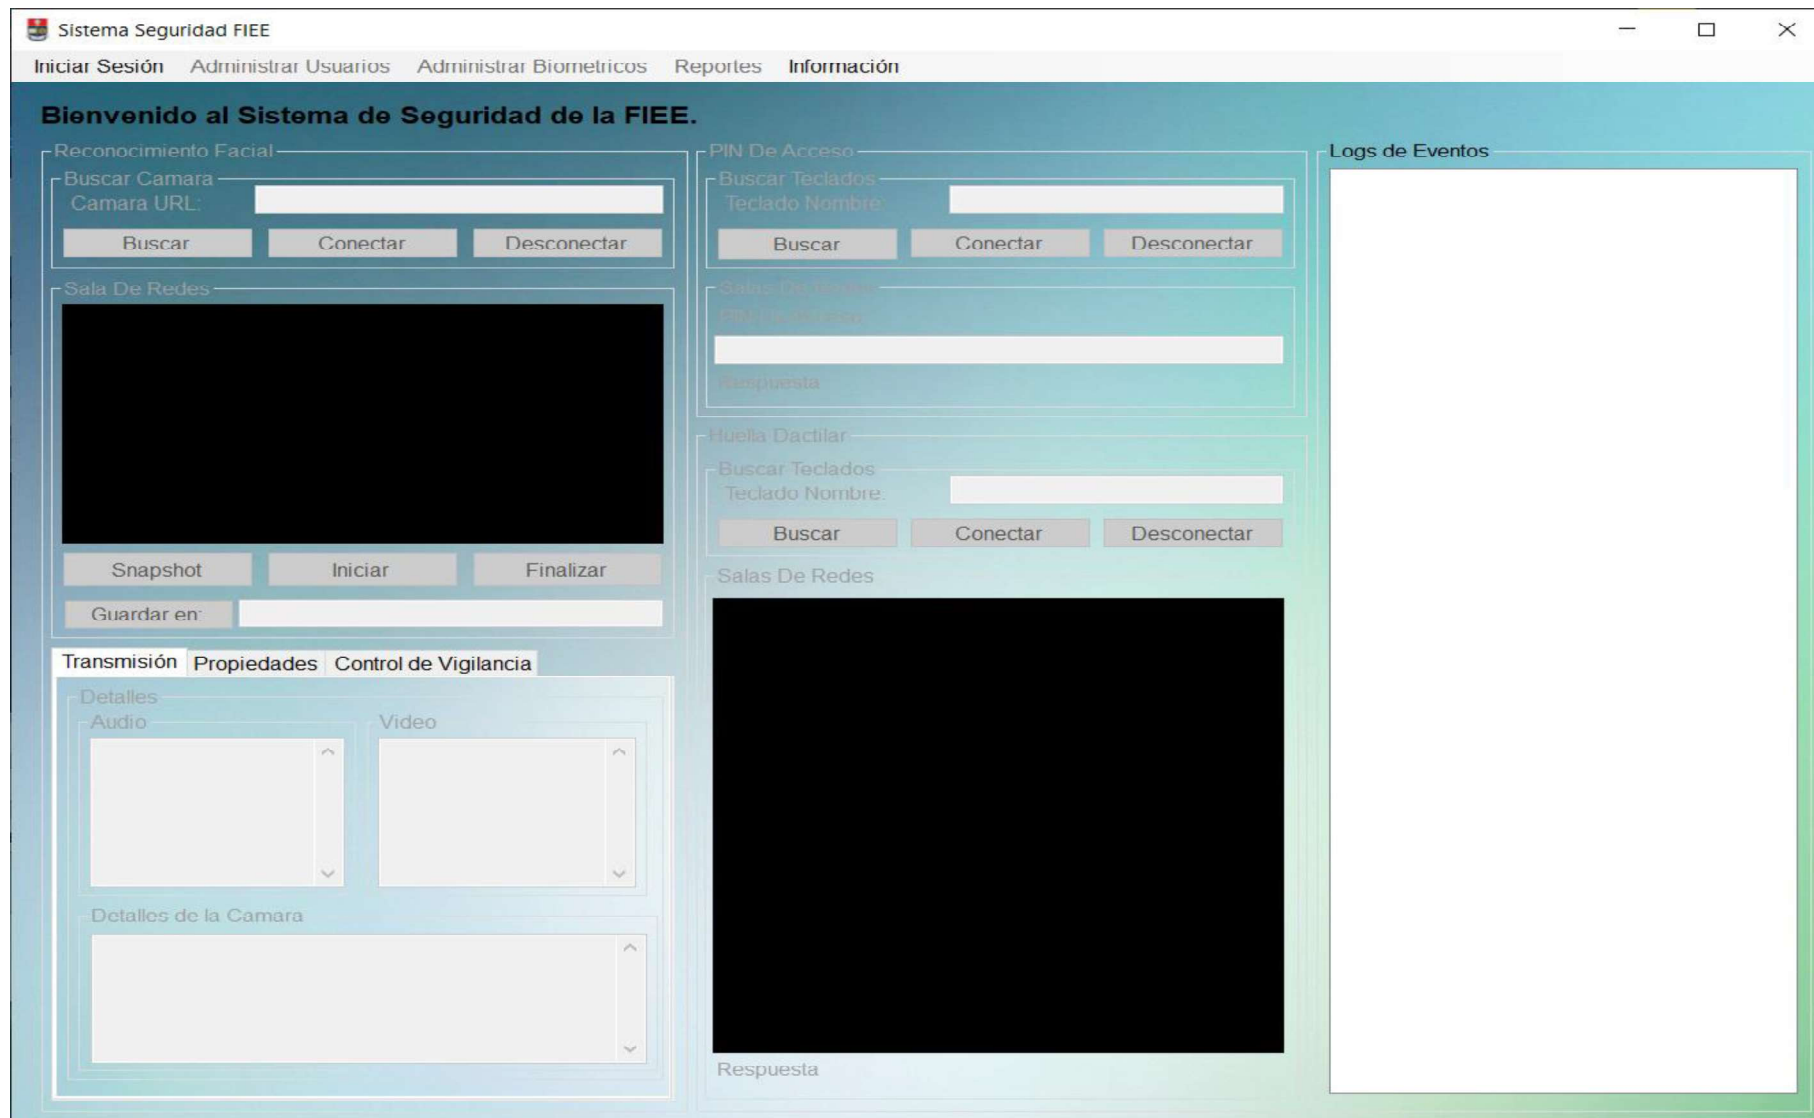 Sistema Seguridad FIEE
Iniciar Sesión Administrar Usuarios Administrar Biometricos Reportes Información
Bienvenido al Sistema de Seguridad de la FIEE.
Reconocimiento Facial
Buscar Camara
Camara URL:
Buscar Conectar Desconectar
Sala De Redes
Snapshot Iniciar Finalizar
Guardar en:
Transmisión Propiedades Control de Vigilancia
Detalles
Audio Video
Detalles de la Camara
PIN De Acceso
Buscar Teclados
Teclado Nombre:
Buscar Conectar Desconectar
Salas De Redes
Respuesta
Huella Dactilar
Buscar Teclados
Teclado Nombre:
Buscar Conectar Desconectar
Salas De Redes
Respuesta
Logs de Eventos